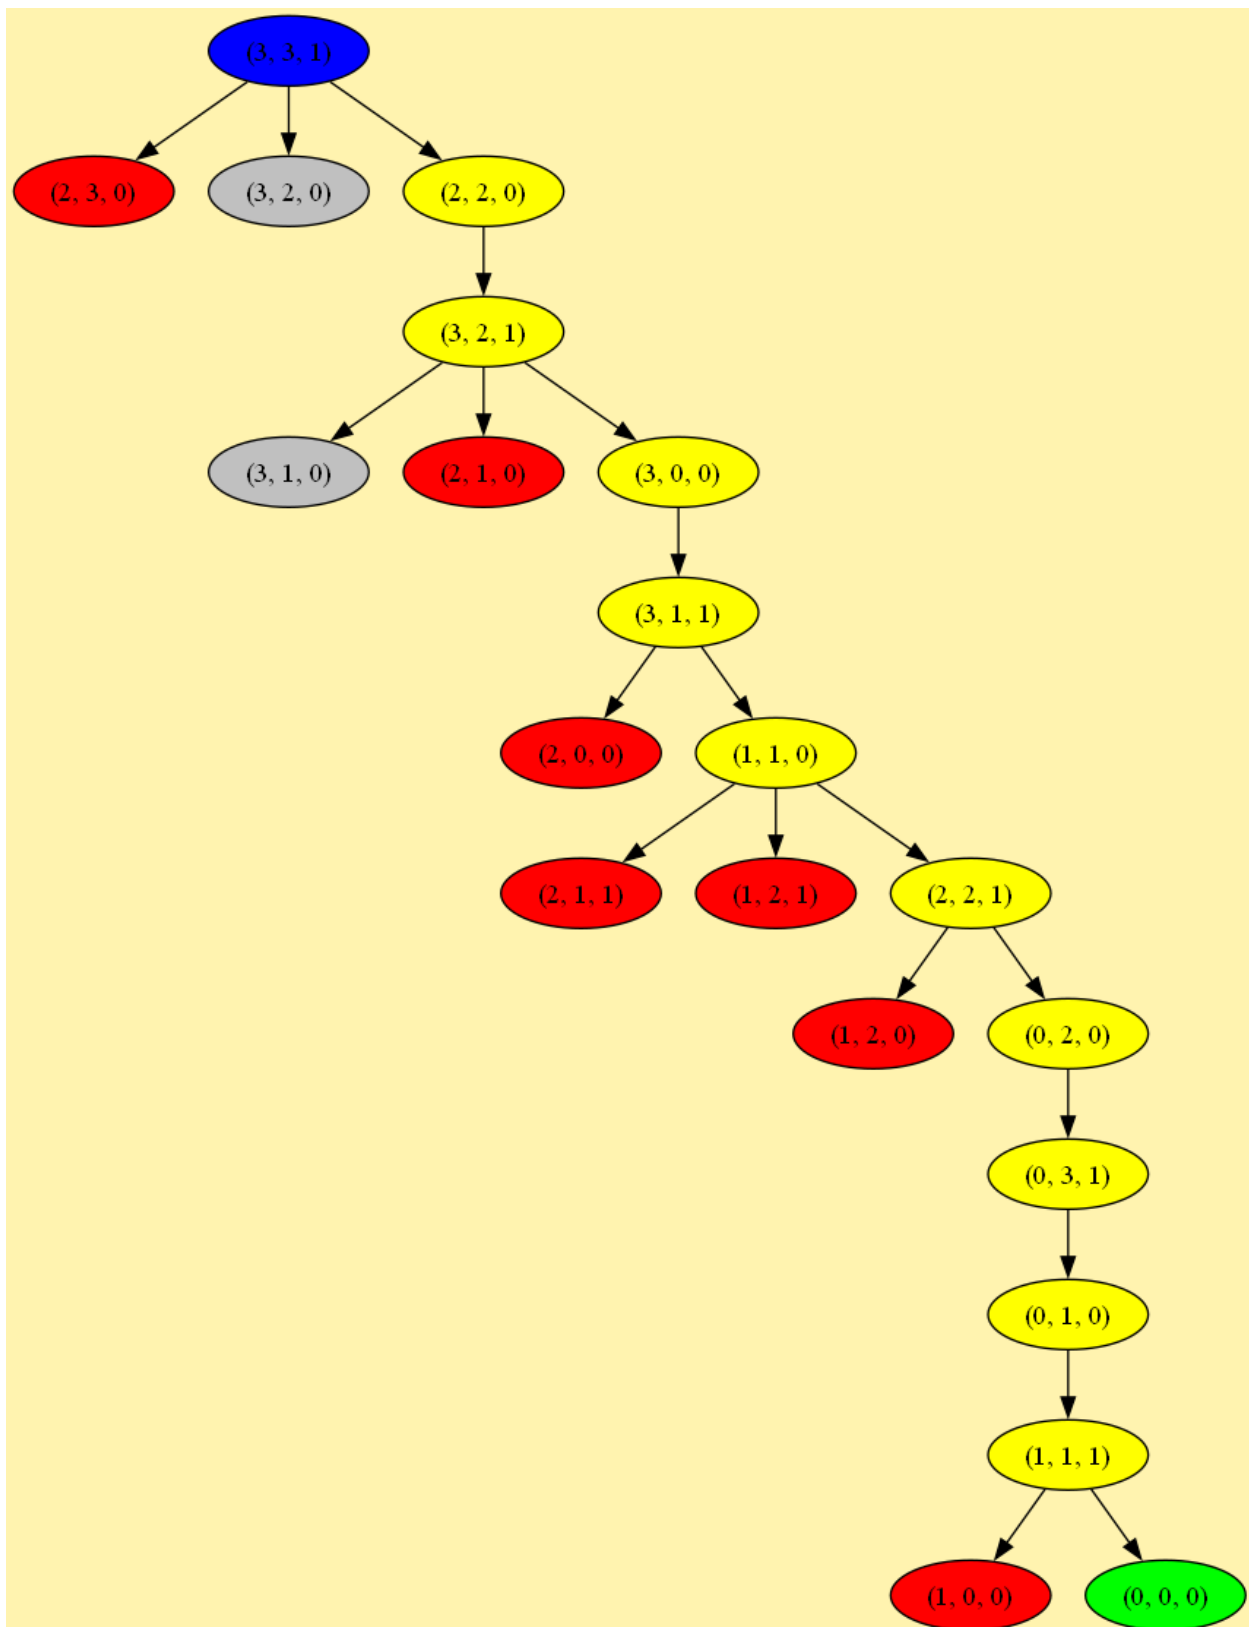 (3, 3, 1)
(2, 3, 0)
(3, 2, 0)
(2, 2, 0)
(3, 2, 1)
(3, 1, 0)
(2, 1, 0)
(3, 0, 0)
(3, 1, 1)
(2, 0, 0)
(1, 1, 0)
(2, 1, 1)
(1, 2, 1)
(2, 2, 1)
(1, 2, 0)
(0, 2, 0)
(0, 3, 1)
(0, 1, 0)
(1, 1, 1)
(1, 0, 0)
(0, 0, 0)